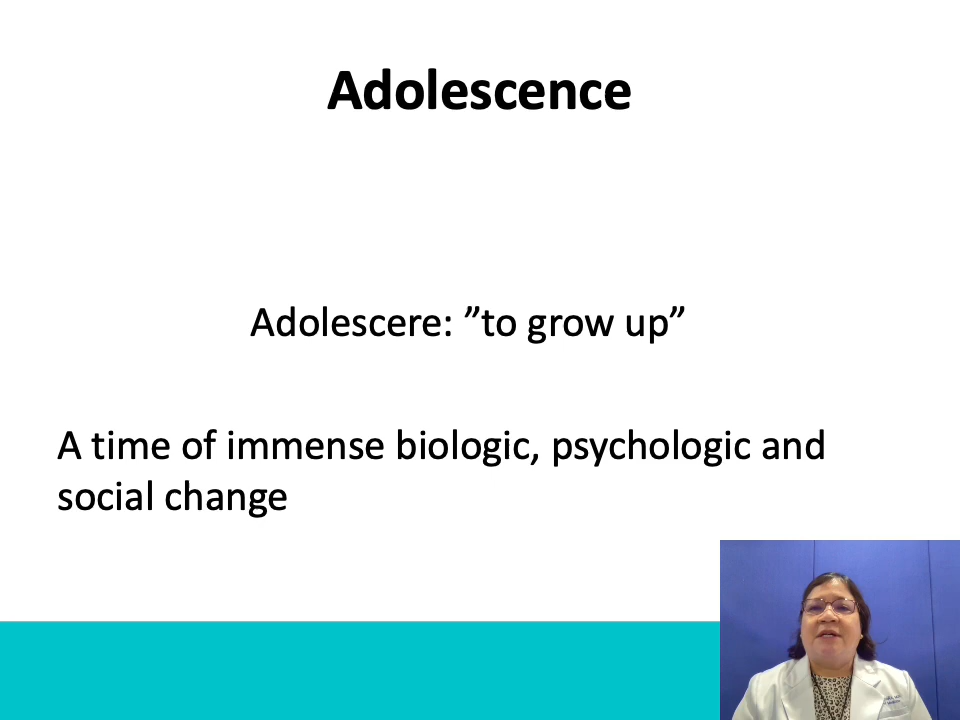 Adolescence
Adolescere: ”to grow up”
A time of immense biologic, psychologic and
social change